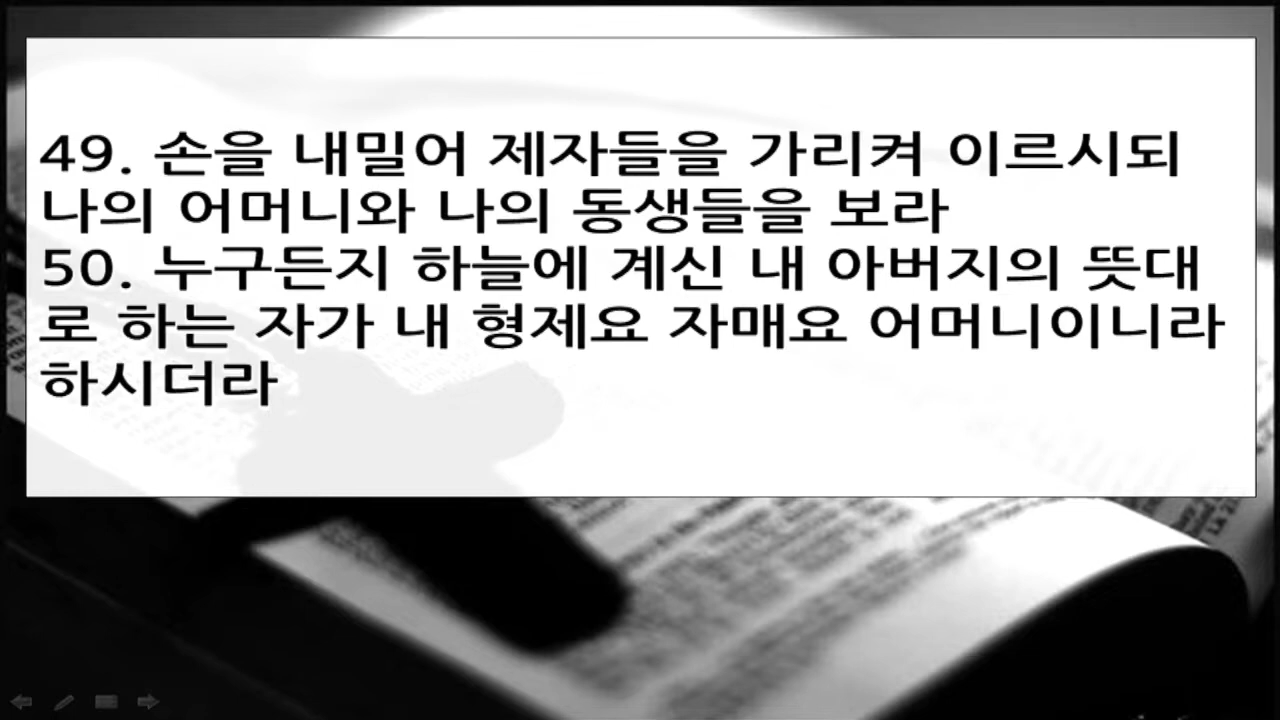 49. 손을 내밀어 제자들을 가리켜 이르시되
나의 어머니와 나의 동생들을 보라
50. 누구든지 하늘에 계신 내 아버지의 뜻대
로 하는 자가 내 형제요 자매요 어머니이니라
하시더라